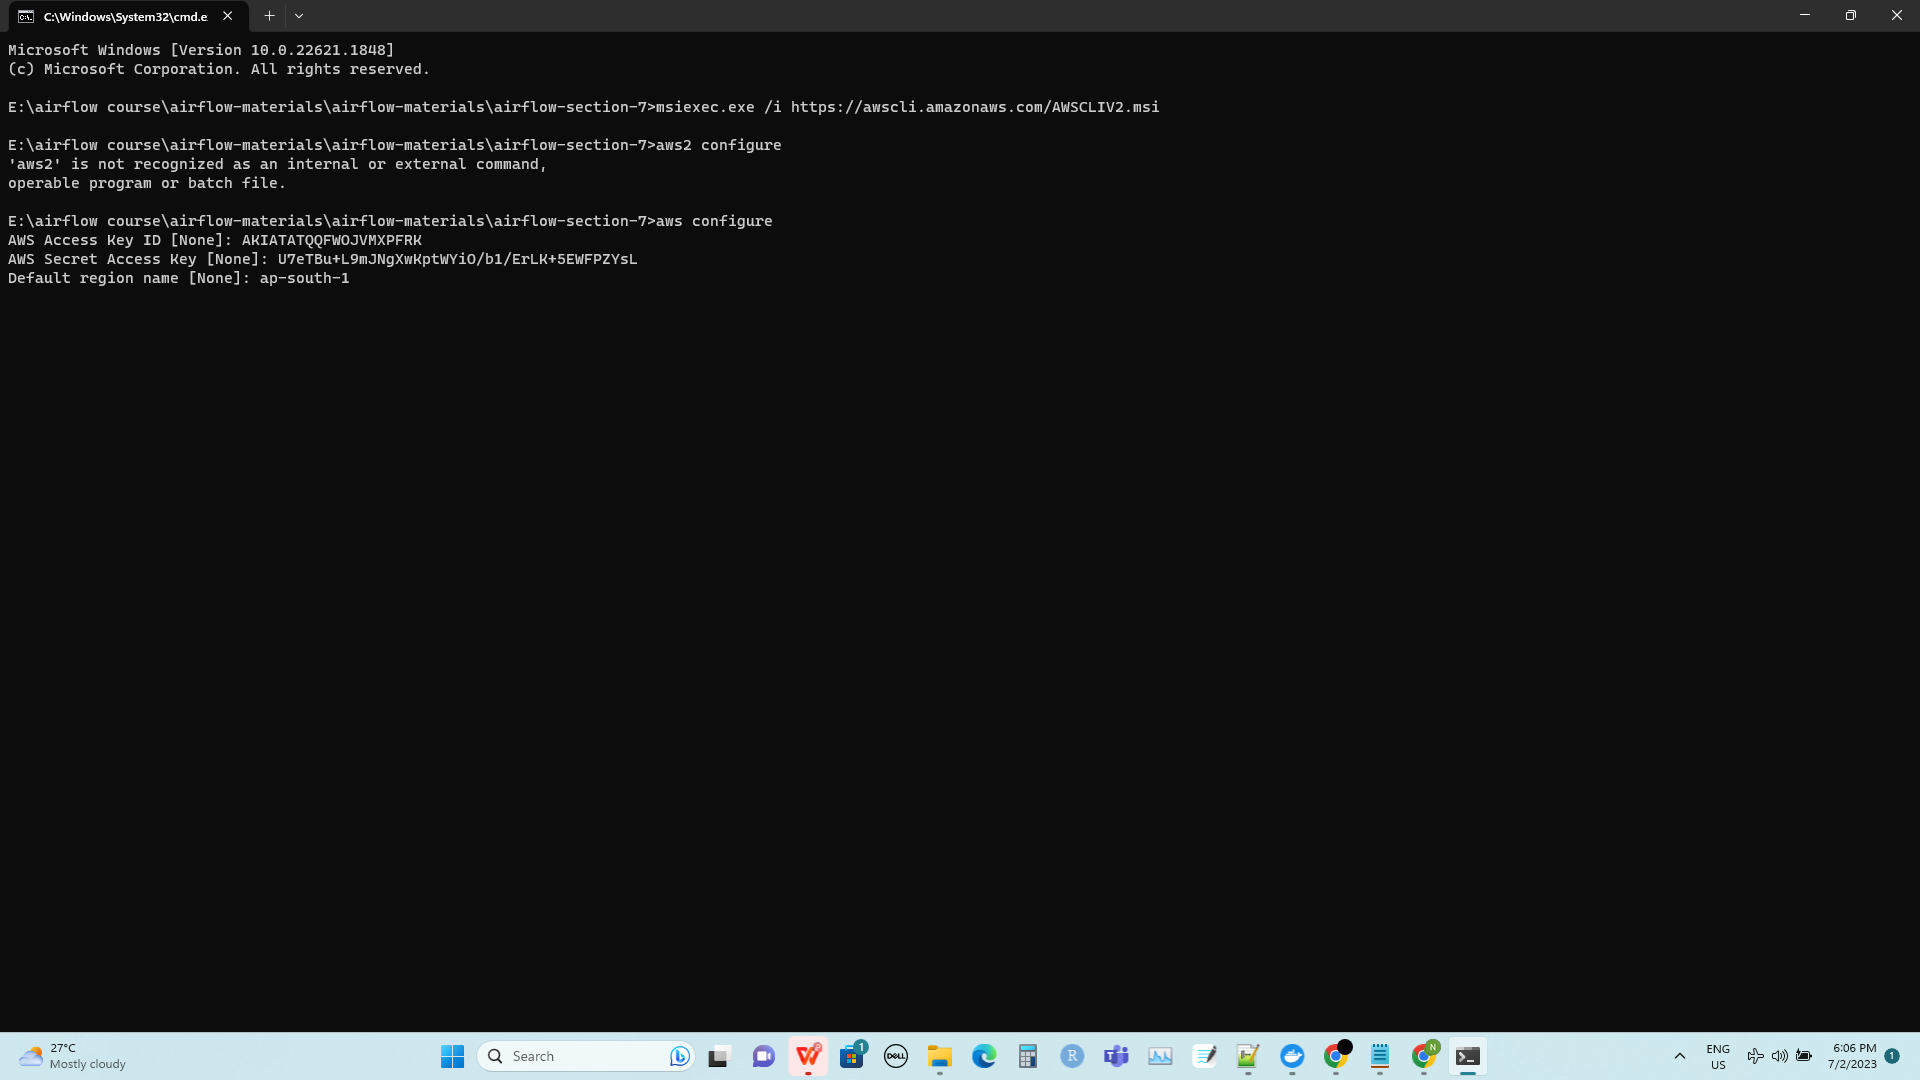 C:\Windows\System32\cmd.e
Microsoft Windows [Version 10.0.22621.1848]
(c) Microsoft Corporation. All rights reserved.
E:\airflow course\airflow-materials\airflow-materials\airflow-section-7>msiexec.exe /i https://awscli.amazonaws.com/AWSCLIV2.msi
E:\airflow course\airflow-materials\airflow-materials\airflow-section-7>aws2 configure
'aws2' is not recognized as an internal or external command,
operable program or batch file.
E:\airflow course\airflow-materials\airflow-materials\airflow-section-7>aws configure
AWS Access Key ID [None]: AKIATATQQFWOJVMXPFRK
AWS Secret Access Key [None]: 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
Default region name [None]: ap-south-1
27°C
Mostly cloudy
Search
1
DELL
R
T
N
ENG
US
6:06 PM
7/2/2023
1